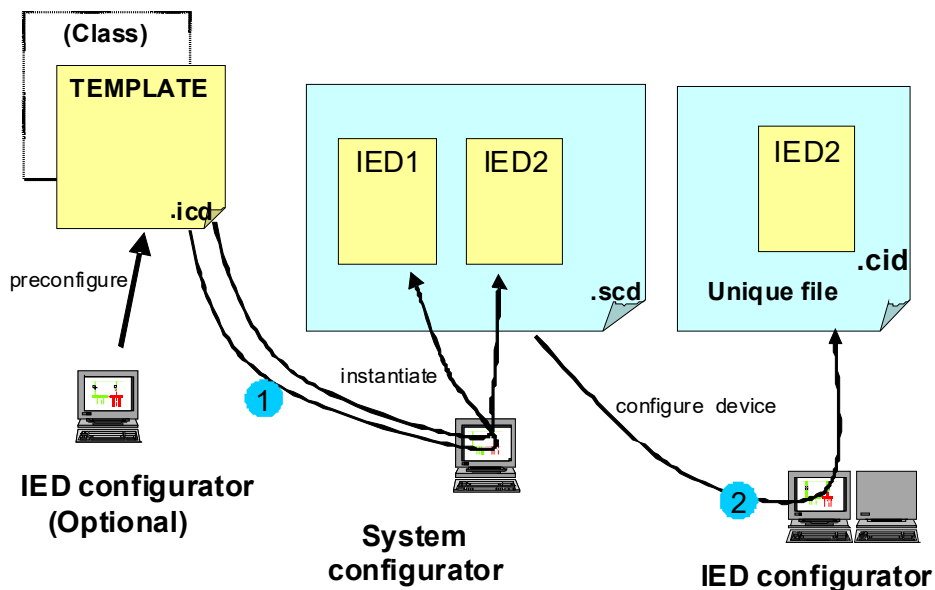 (Class)
TEMPLATE
.icd
preconfigure
IED configurator
(Optional)
1
IED1
IED2
.scd
instantiate
System
configurator
IED2
.cid
Unique file
configure device
2
IED configurator